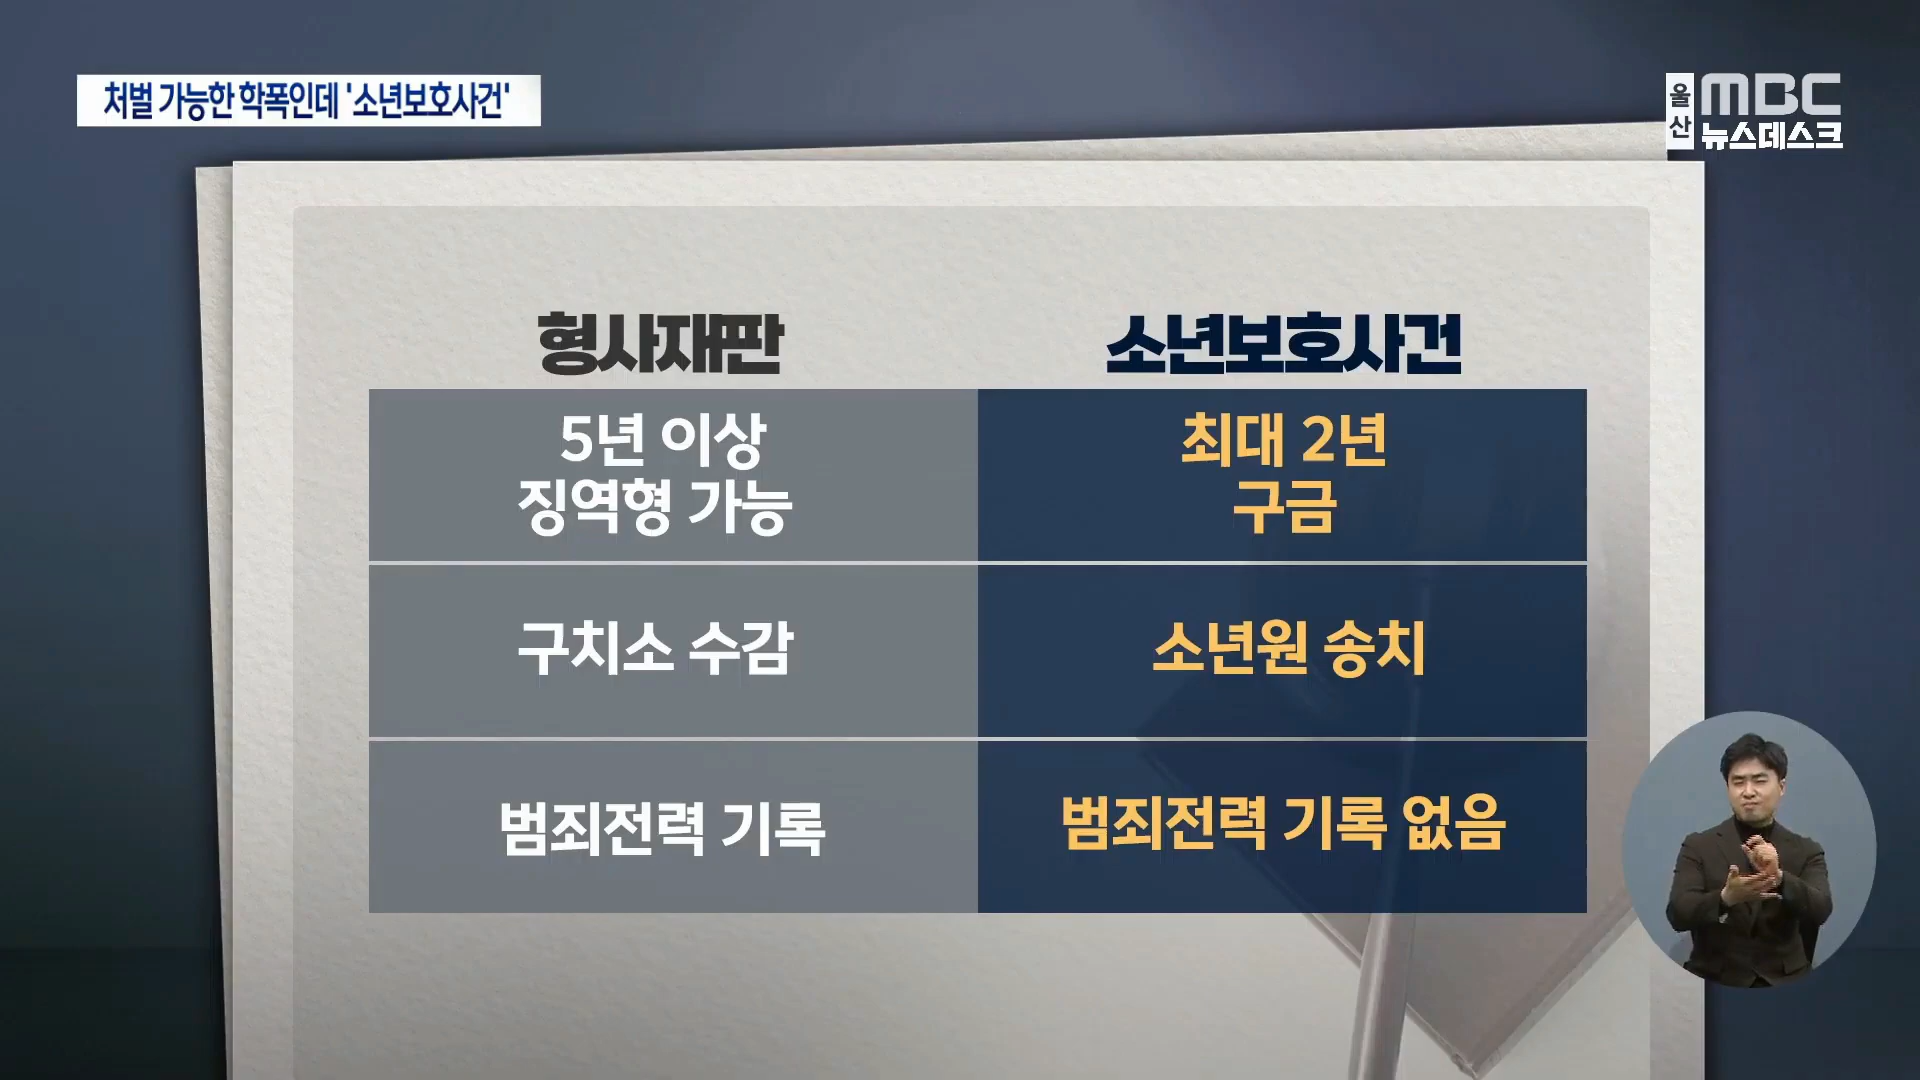 처벌 가능한 학폭인데 '소년보호사건'
울산 MBC
뉴스데스크
형사재판 소년보호사건
5년 이상
징역형 가능
최대 2년
구금
구치소 수감
소년원 송치
범죄전력 기록
범죄전력 기록 없음